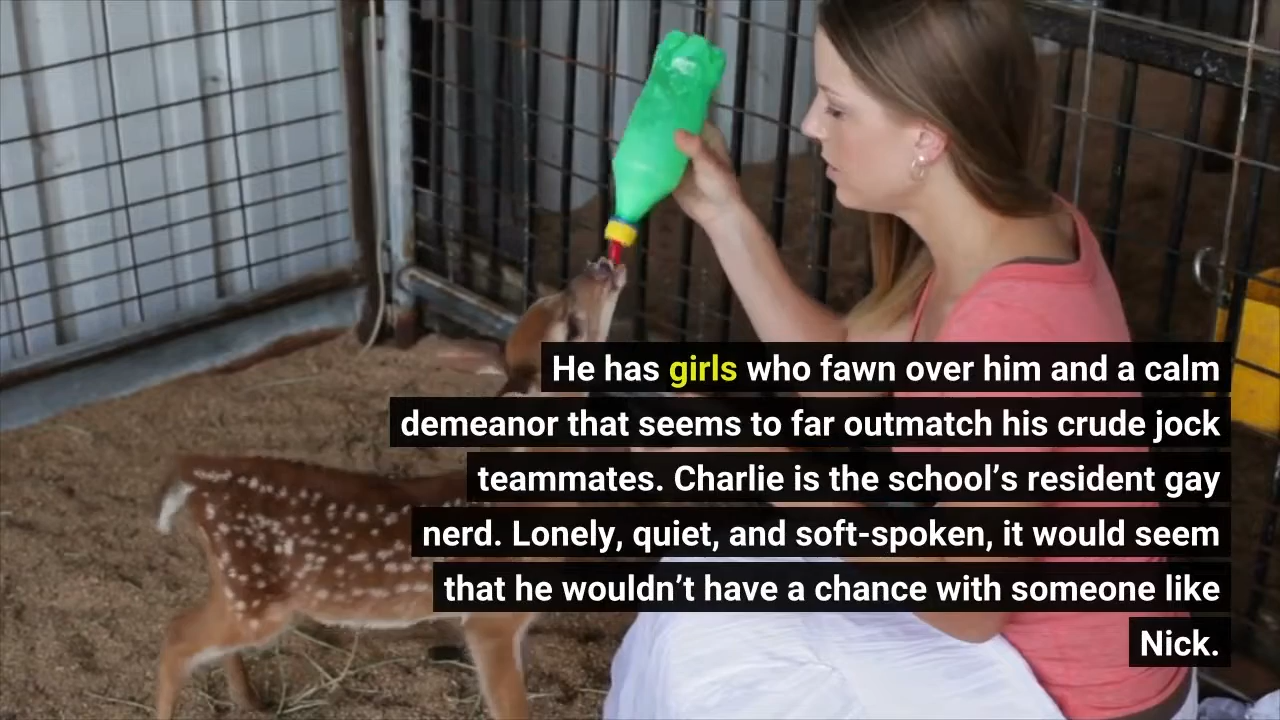 He has girls who fawn over him and a calm
demeanor that seems to far outmatch his crude jock
teammates. Charlie is the school’s resident gay
nerd. Lonely, quiet, and soft-spoken, it would seem
that he wouldn’t have a chance with someone like
Nick.